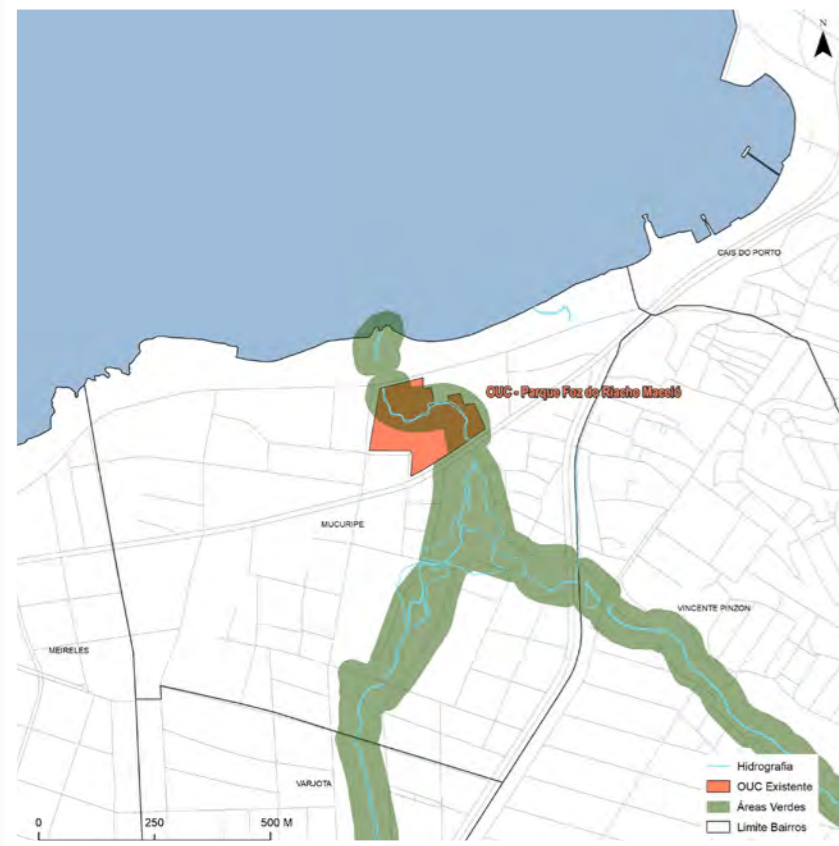 N
CAIS DO PORTO
OUC - Parque Foz do Riacho Maceió
MUCURIPE
VINCENTE PINZON
MEIRELES
VARJOTA
Hidrografia
OUC Existente
Áreas Verdes
Limite Bairros
0 250 500 M